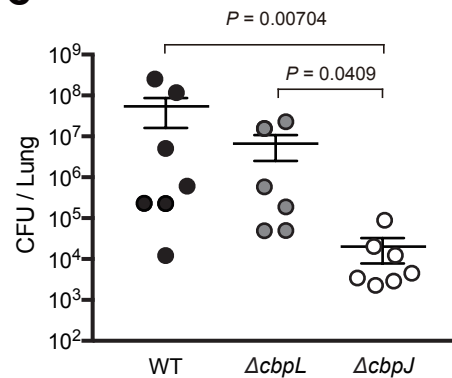 P = 0.00704
P = 0.0409
CFU / Lung
10⁹
10⁸
10⁷
10⁶
10⁵
10⁴
10³
10²
WT ΔcbpL ΔcbpJ